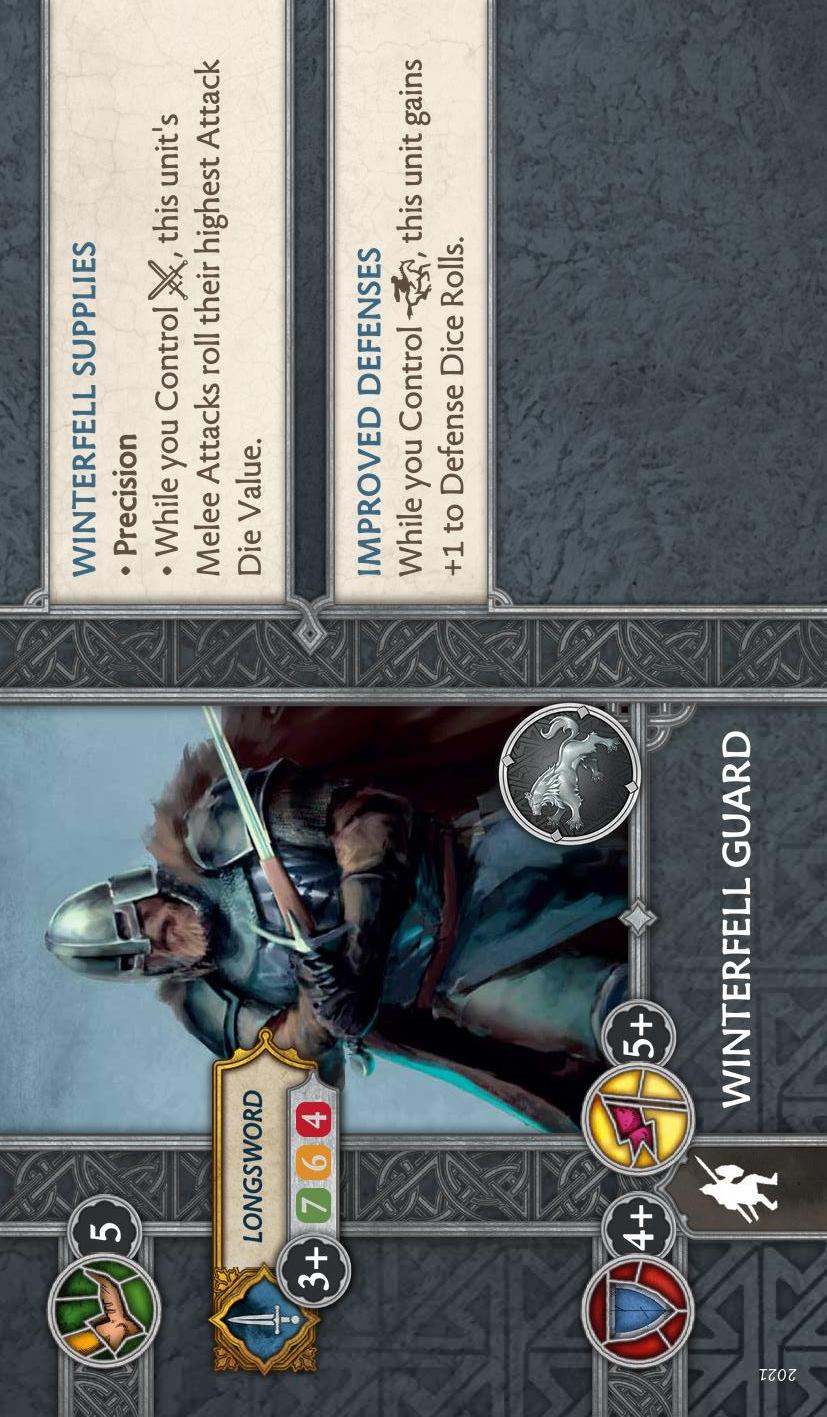 5
LONGSWORD
3+
7 6 4
4+
5+
WINTERFELL GUARD
2021
WINTERFELL SUPPLIES
• Precision
• While you Control , this unit's
Melee Attacks roll their highest Attack
Die Value.
IMPROVED DEFENSES
While you Control , this unit gains
+1 to Defense Dice Rolls.